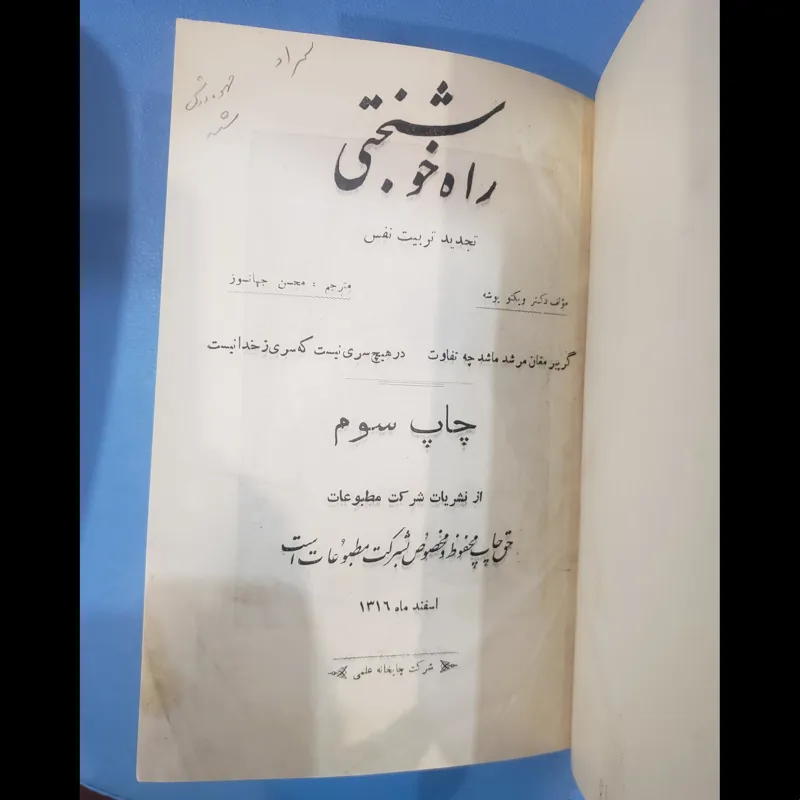 راه خوشبختی
تجدید تربیت نفس
مؤلف دکتر ویکتو بوشه
مترجم : محسن جهانسوز
گر پیر مغان مرشد ما شد چه تفاوت در هیچ سری نیست که سری ز خدا نیست
چاپ سوم
از نشریات شرکت مطبوعات
حق چاپ محفوظ و مخصوص شرکت مطبوعات است
اسفند ماه ۱۳۱۶
شرکت چاپخانه علمی